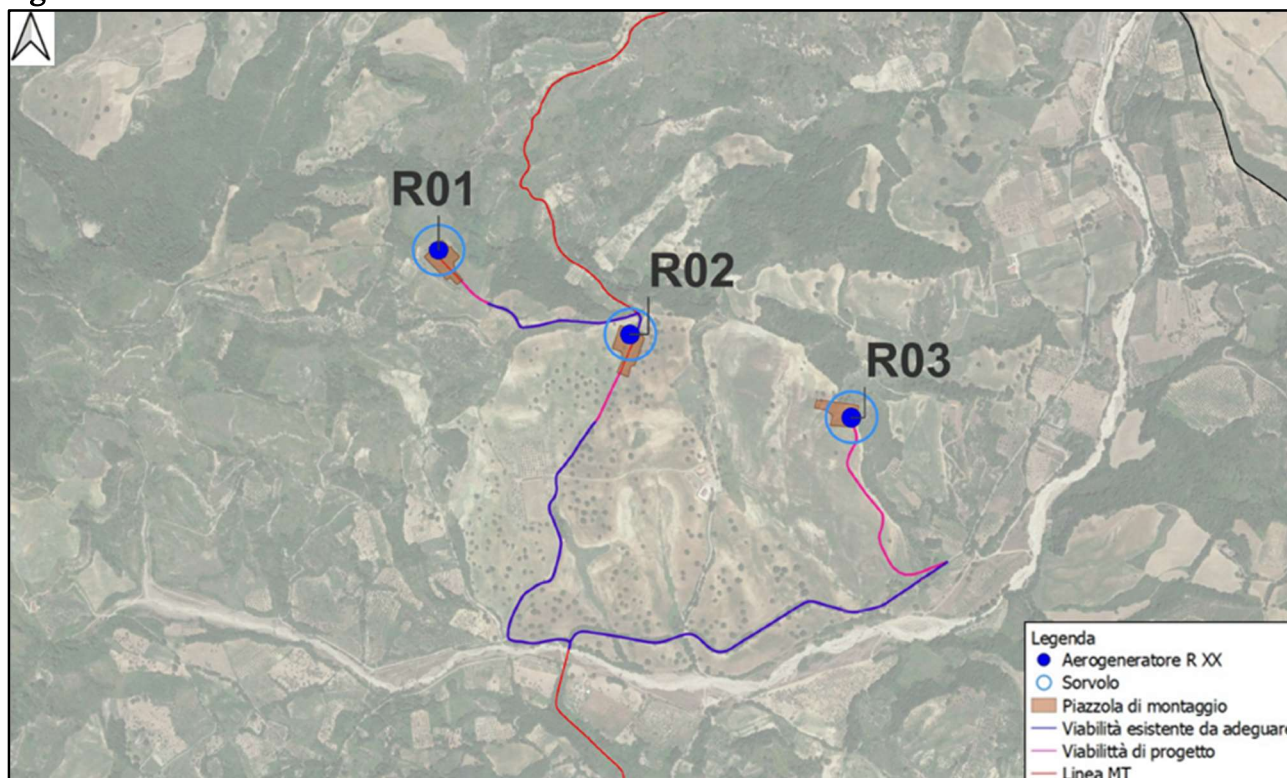 R01
R02
R03
Legenda
Aerogeneratore R XX
Sorvolo
Piazzola di montaggio
Viabilità esistente da adeguare
Viabilittà di progetto
Linea MT